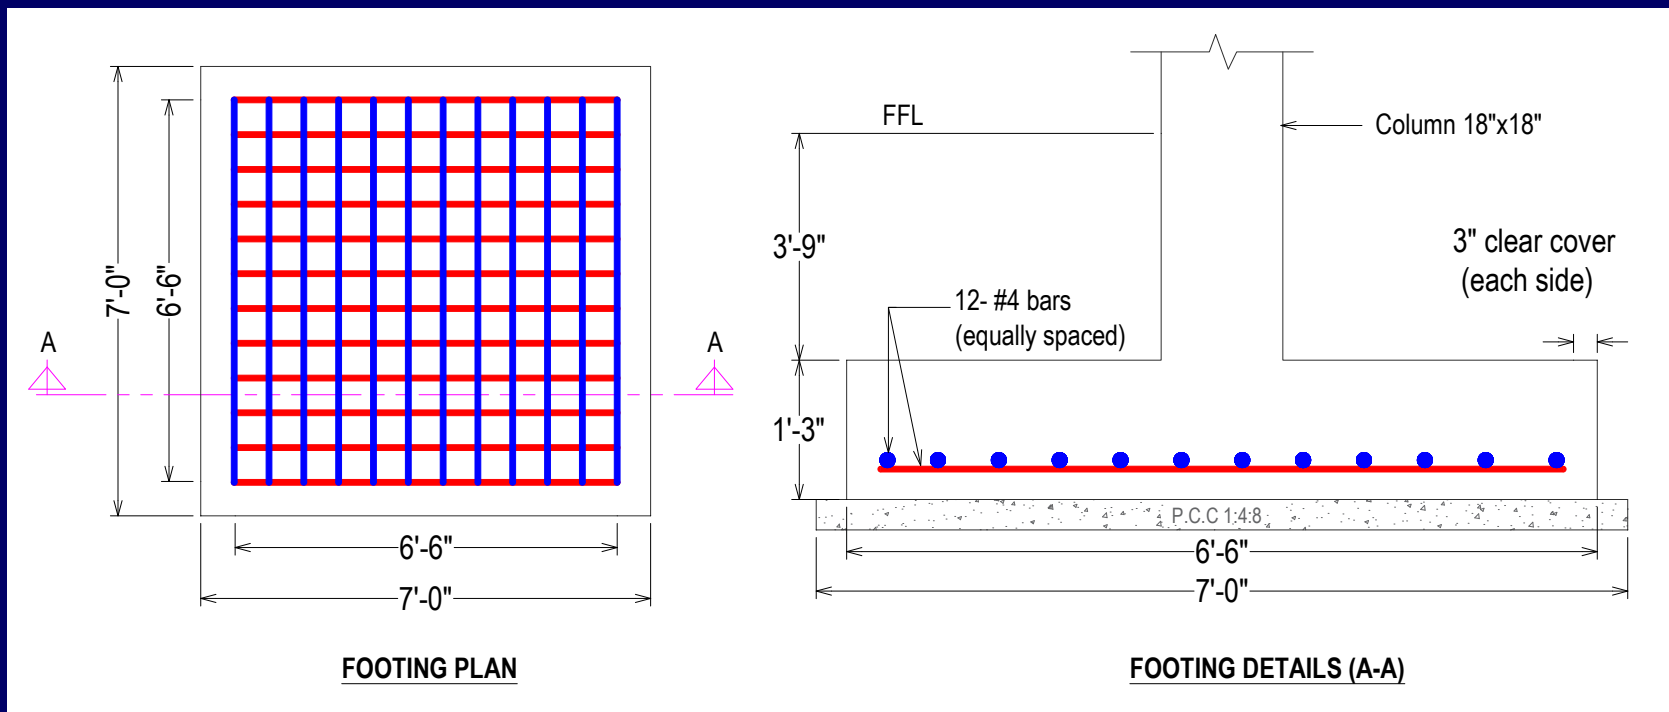 7'-0"
6'-6"
A
A
6'-6"
7'-0"
FOOTING PLAN
FFL
Column 18"x18"
3'-9"
3" clear cover
(each side)
12- #4 bars
(equally spaced)
1'-3"
P.C.C 1:4:8
6'-6"
7'-0"
FOOTING DETAILS (A-A)